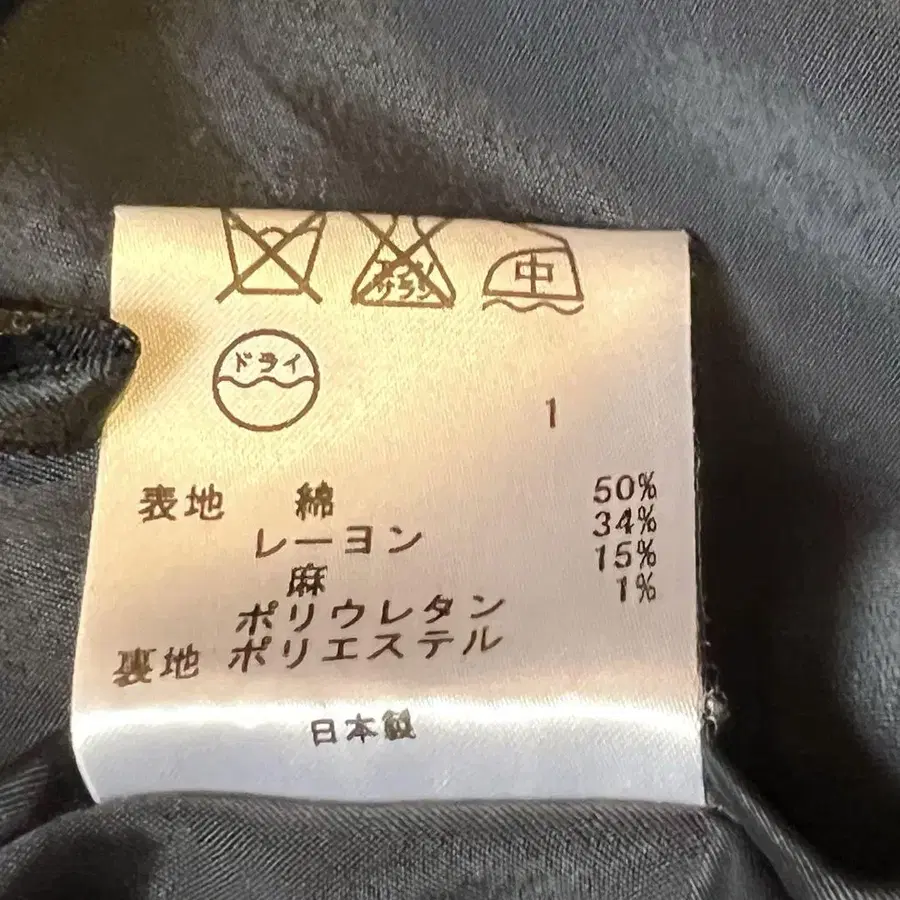 中
ドライ
1
表地 綿 50%
レーヨン 34%
麻 15%
ポリウレタン 1%
裏地 ポリエステル
日本製